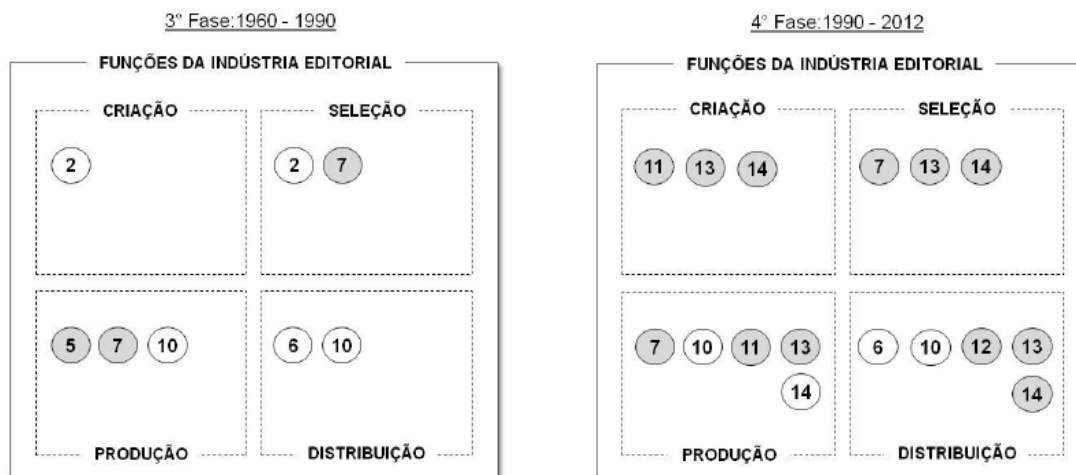 3° Fase:1960 - 1990
FUNÇÕES DA INDÚSTRIA EDITORIAL
CRIAÇÃO
SELEÇÃO
2
2 7
5 7 10
6 10
PRODUÇÃO
DISTRIBUIÇÃO
4° Fase:1990 - 2012
FUNÇÕES DA INDÚSTRIA EDITORIAL
CRIAÇÃO
SELEÇÃO
11 13 14
7 13 14
7 10 11 13
14
6 10 12 13
14
PRODUÇÃO
DISTRIBUIÇÃO